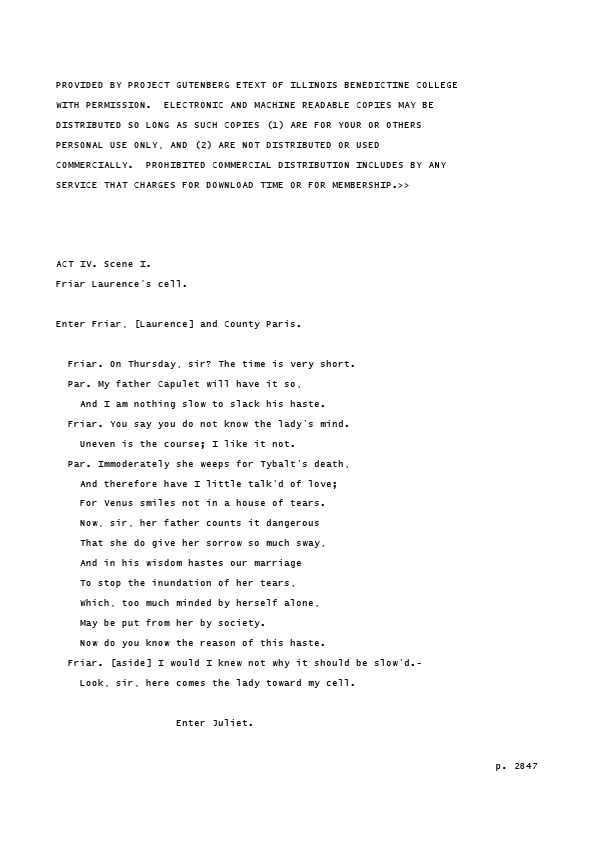 PROVIDED BY PROJECT GUTENBERG ETEXT OF ILLINOIS BENEDICTINE COLLEGE
WITH PERMISSION.  ELECTRONIC AND MACHINE READABLE COPIES MAY BE
DISTRIBUTED SO LONG AS SUCH COPIES (1) ARE FOR YOUR OR OTHERS
PERSONAL USE ONLY, AND (2) ARE NOT DISTRIBUTED OR USED
COMMERCIALLY.  PROHIBITED COMMERCIAL DISTRIBUTION INCLUDES BY ANY
SERVICE THAT CHARGES FOR DOWNLOAD TIME OR FOR MEMBERSHIP.>>
ACT IV. Scene I.
Friar Laurence's cell.
Enter Friar, [Laurence] and County Paris.
Friar. On Thursday, sir? The time is very short.
Par. My father Capulet will have it so,
And I am nothing slow to slack his haste.
Friar. You say you do not know the lady's mind.
Uneven is the course; I like it not.
Par. Immoderately she weeps for Tybalt's death,
And therefore have I little talk'd of love;
For Venus smiles not in a house of tears.
Now, sir, her father counts it dangerous
That she do give her sorrow so much sway,
And in his wisdom hastes our marriage
To stop the inundation of her tears,
Which, too much minded by herself alone,
May be put from her by society.
Now do you know the reason of this haste.
Friar. [aside] I would I knew not why it should be slow'd.-
Look, sir, here comes the lady toward my cell.
Enter Juliet.
p. 2847